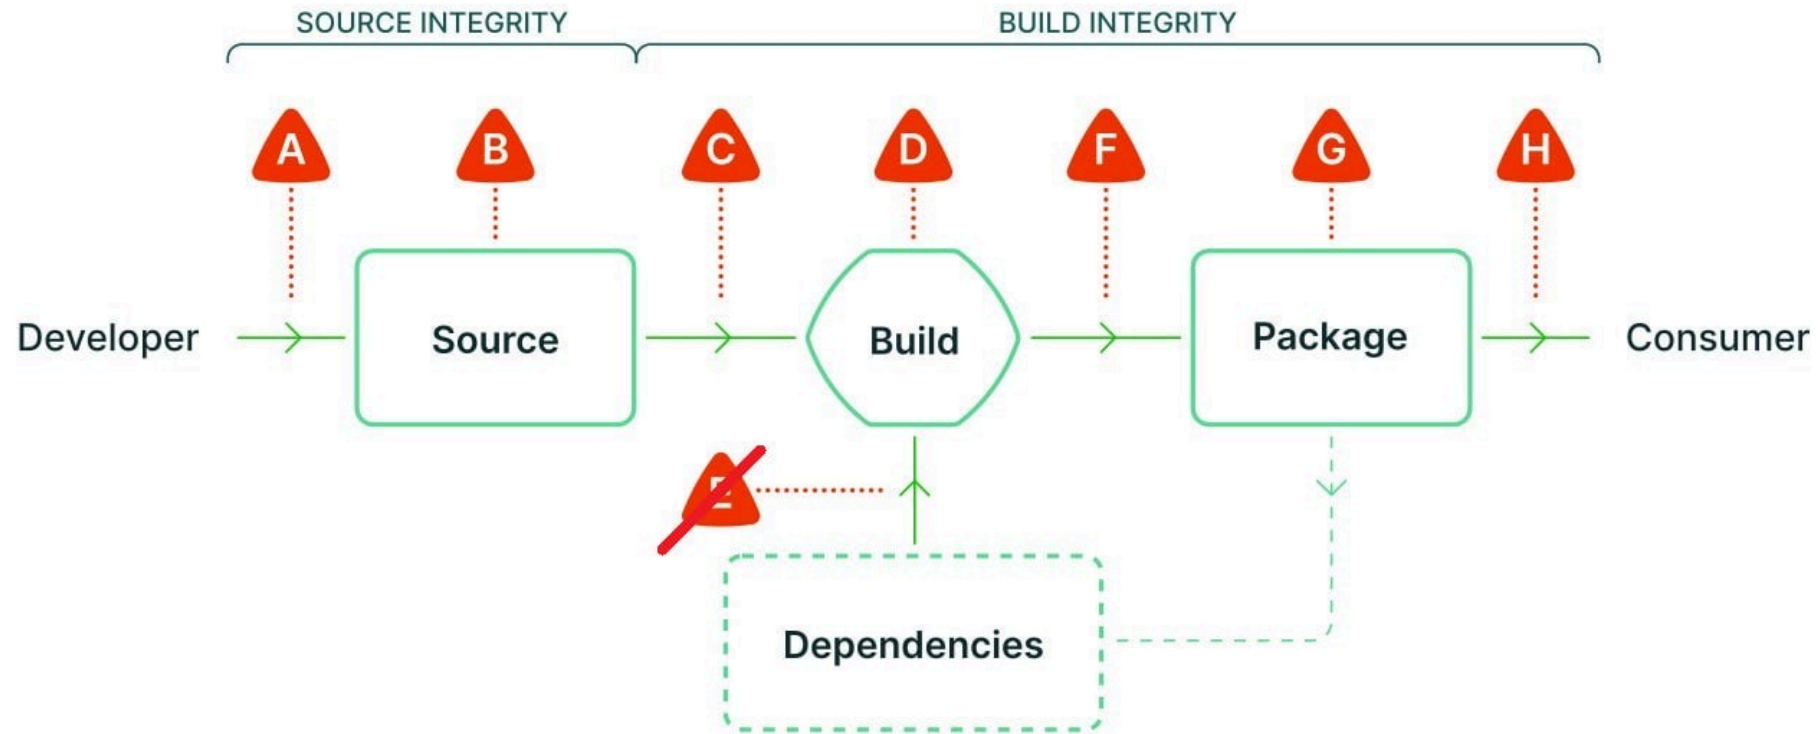 SOURCE INTEGRITY
BUILD INTEGRITY
A
B
C
D
F
G
H
Developer
Source
Build
Package
Consumer
E
Dependencies